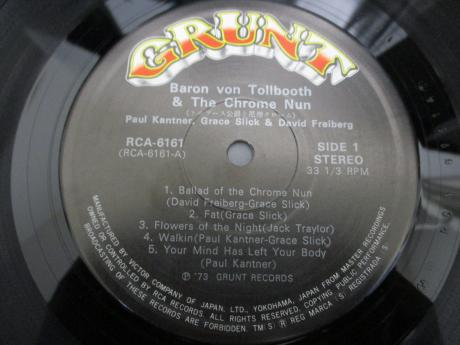 GRUNT
Baron von Tollbooth
& The Chrome Nun
Paul Kantner, Grace Slick & David Freiberg
RCA-6161
(RCA-6161-A)
SIDE 1
STEREO
33 1/3 RPM
1. Ballad of the Chrome Nun
(David Freiberg-Grace Slick)
2. Fat(Grace Slick)
3. Flowers of the Night(Jack Traylor)
4. Walkin(Paul Kantner-Grace Slick)
5. Your Mind Has Left Your Body
(Paul Kantner)
Ⓟ '73 GRUNT RECORDS
MANUFACTURED BY VICTOR COMPANY OF JAPAN, LTD., YOKOHAMA, JAPAN FROM MASTER RECORDINGS
OWNED OR CONTROLLED BY RCA RECORDS. ALL RIGHTS RESERVED. COPYING PUBLIC PERFORMANCE,
BROADCASTING OF THESE RECORDS ARE FORBIDDEN. TM Ⓢ Ⓡ REG MARCA Ⓢ REGISTRADA Ⓢ